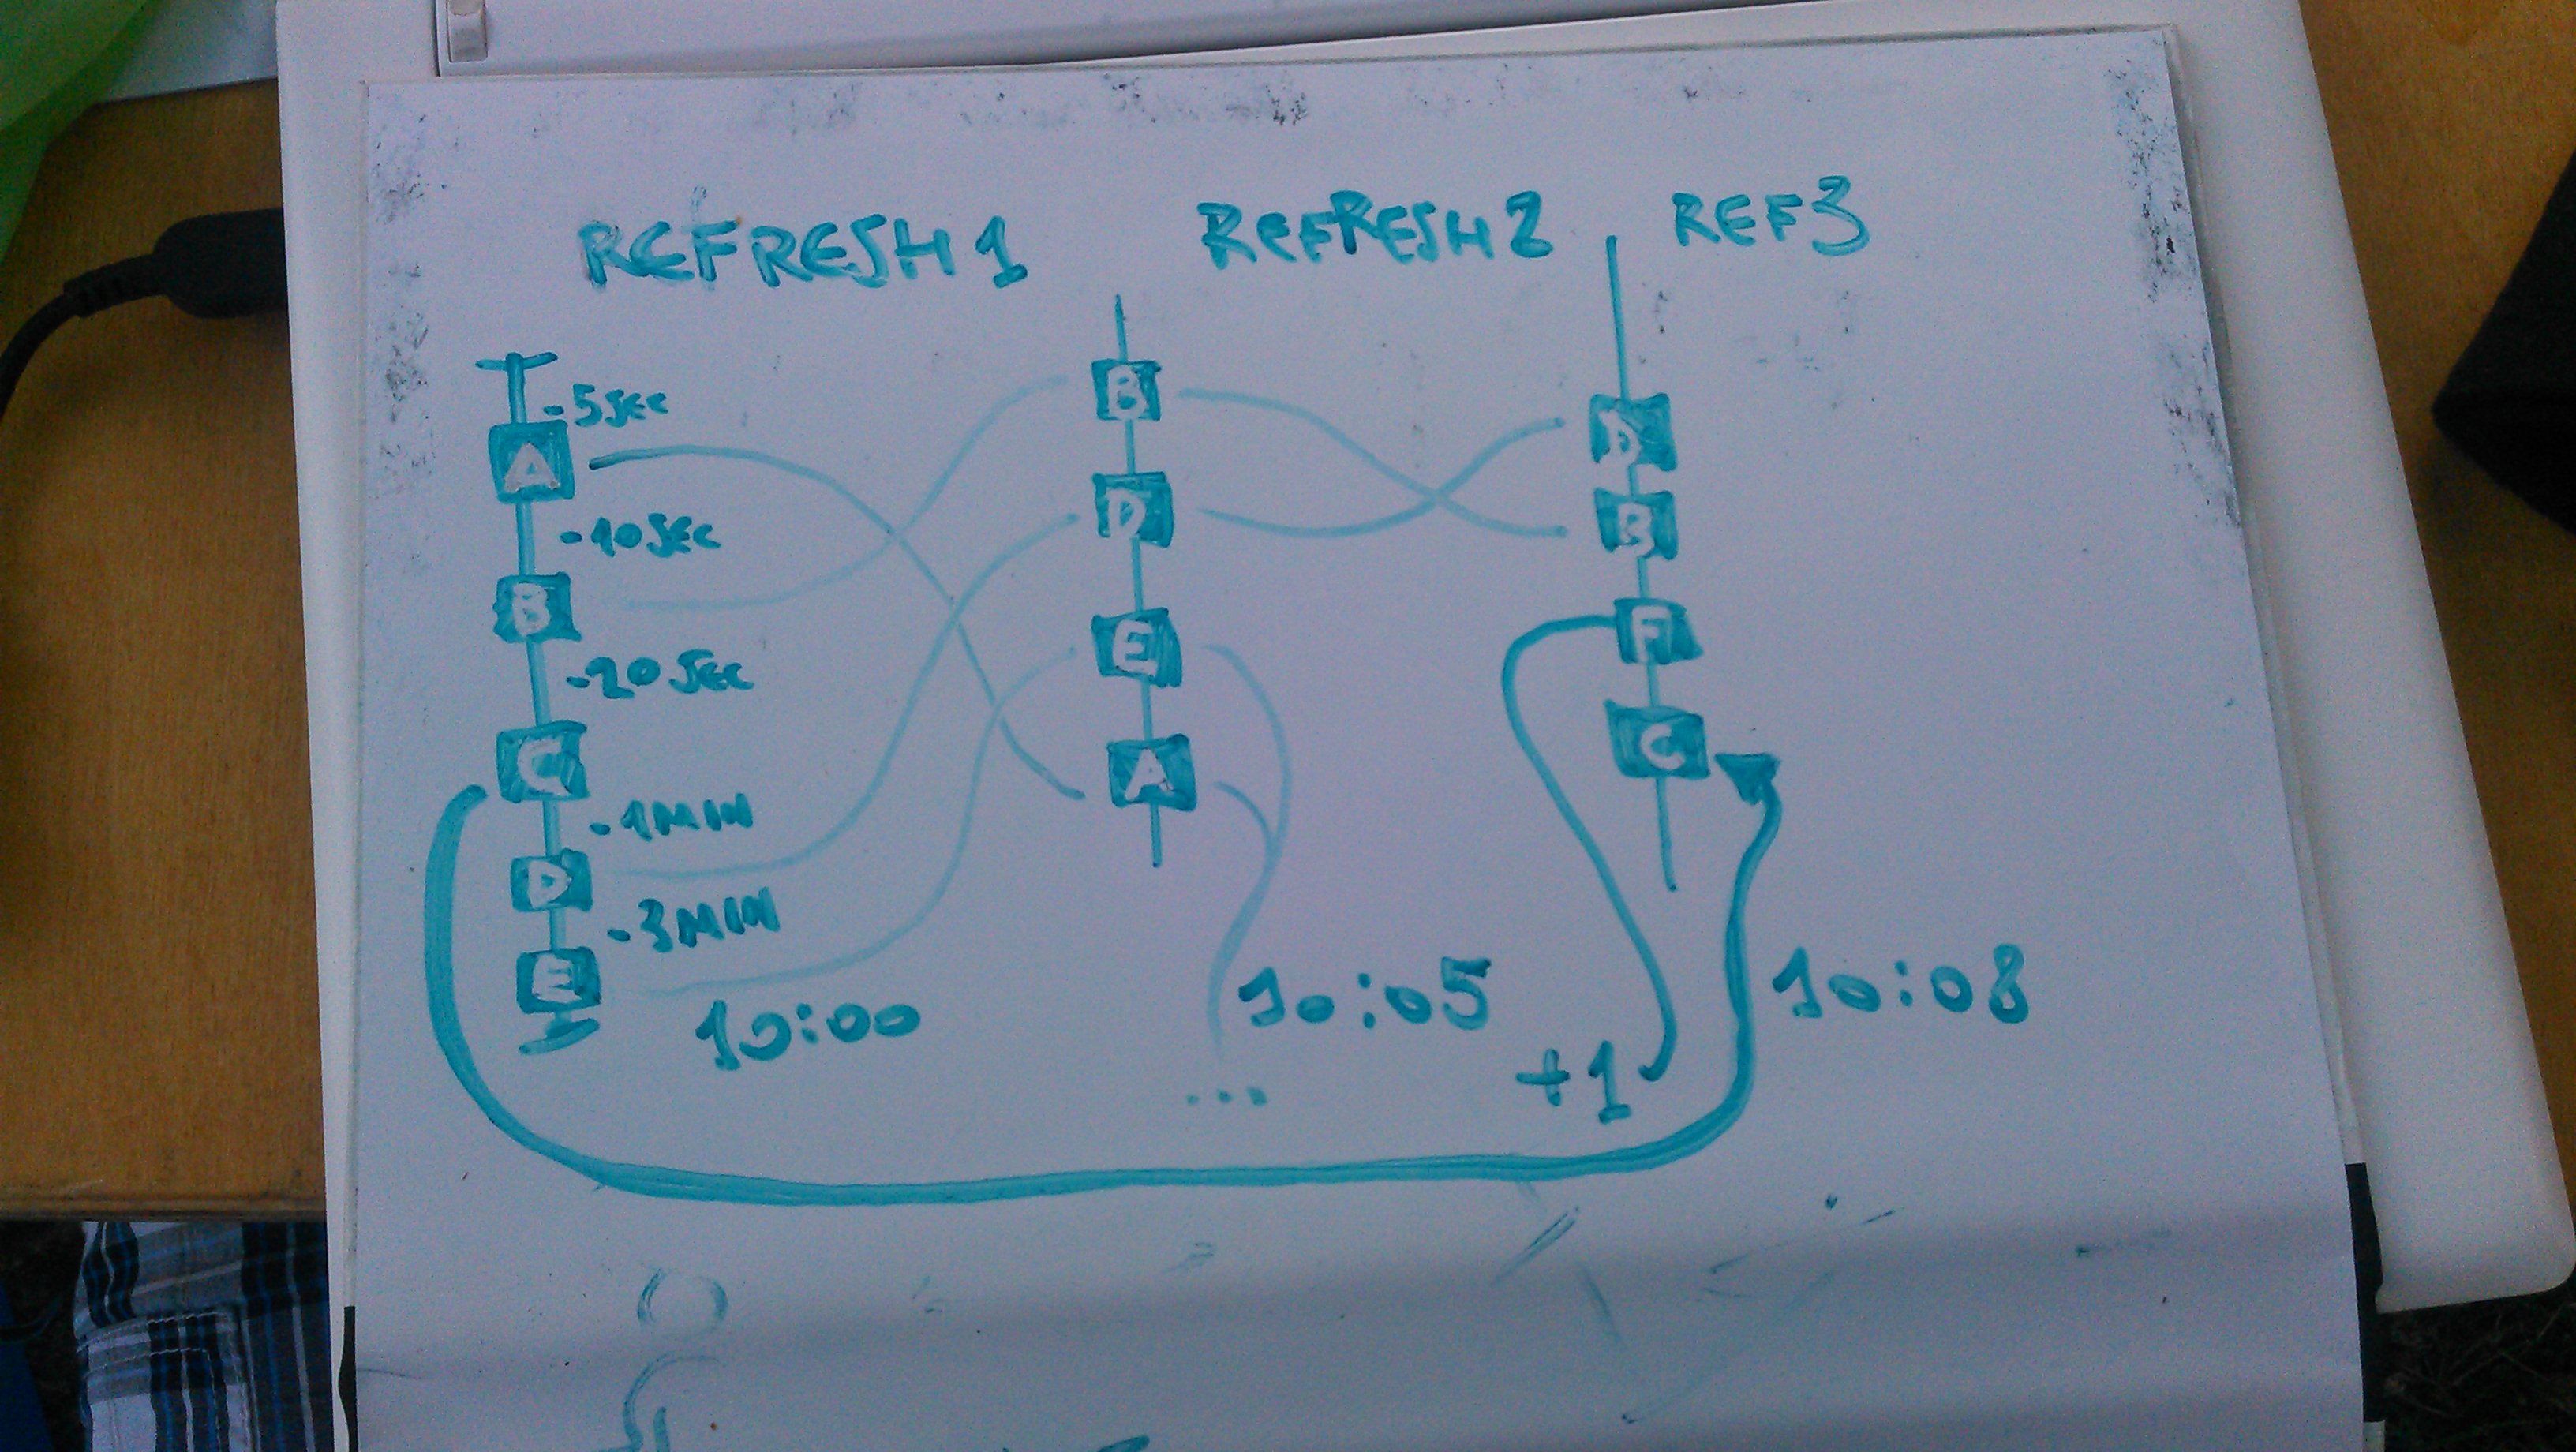 REFRESH 1
REFRESH 2
REF 3
-5 SEC
A
-10 SEC
B
-20 SEC
C
-1 MIN
D
-3 MIN
E
10:00
B
D
E
A
10:05
...
D
B
F
C
+1
10:08